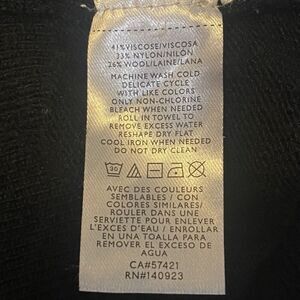 41%VISCOSE/VISCOSA
33% NYLON/NILON
26% WOOL/LAINE/LANA
MACHINE WASH COLD
DELICATE CYCLE
WITH LIKE COLORS
ONLY NON-CHLORINE
BLEACH WHEN NEEDED
ROLL IN TOWEL TO
REMOVE EXCESS WATER
RESHAPE DRY FLAT
COOL IRON WHEN NEEDED
DO NOT DRY CLEAN
AVEC DES COULEURS
SEMBLABLES / CON
COLORES SIMILARES/
ROULER DANS UNE
SERVIETTE POUR ENLEVER
L'EXCES D'EAU / ENROLLAR
EN UNA TOALLA PARA
REMOVER EL EXCESO DE
AGUA
CA#57421
RN#140923